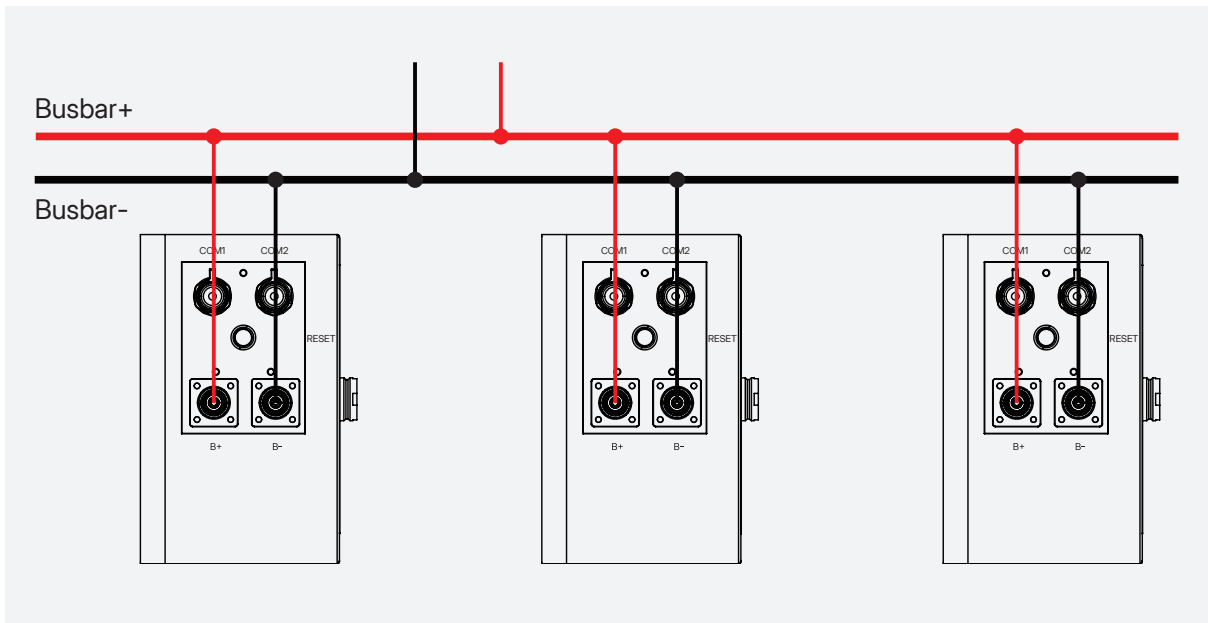 Busbar+
Busbar-
COM1 COM2
RESET
B+ B-
COM1 COM2
RESET
B+ B-
COM1 COM2
RESET
B+ B-